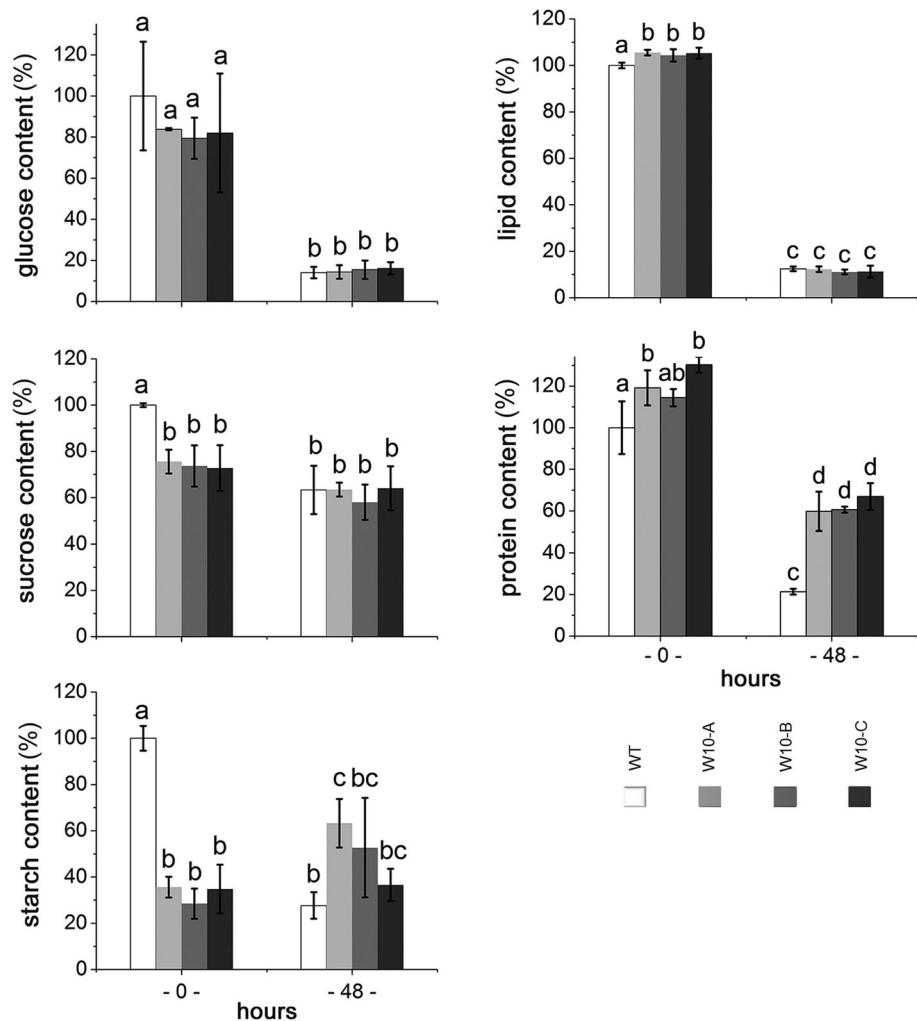 glucose content (%)
120
100
80
60
40
20
0
a
a
a
a
b
b
b
b
lipid content (%)
120
100
80
60
40
20
0
a
b
b
b
c
c
c
c
sucrose content (%)
120
100
80
60
40
20
0
a
b
b
b
b
b
b
b
protein content (%)
120
100
80
60
40
20
0
a
b
ab
b
c
d
d
d
- 0 -
- 48 -
hours
starch content (%)
120
100
80
60
40
20
0
a
b
b
b
b
c
bc
bc
- 0 -
- 48 -
hours
WT
W10-A
W10-B
W10-C